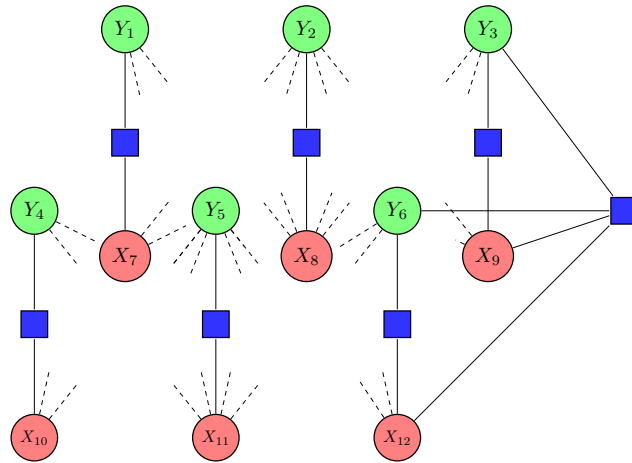 Y₁ Y₂ Y₃
Y₄ Y₅ Y₆
X₇ X₈ X₉
X₁₀ X₁₁ X₁₂